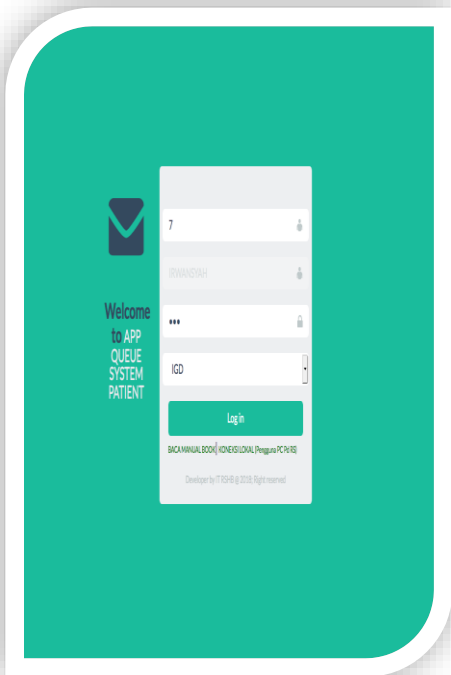 Welcome
to APP
QUEUE
SYSTEM
PATIENT
7
IRWANSYAH
•••
IGD
Log in
BACA MANUAL BOOK| KONEKSI LOKAL (Pengguna PC Poli RS)
Developer by IT RSHB @ 2018; Right reserved